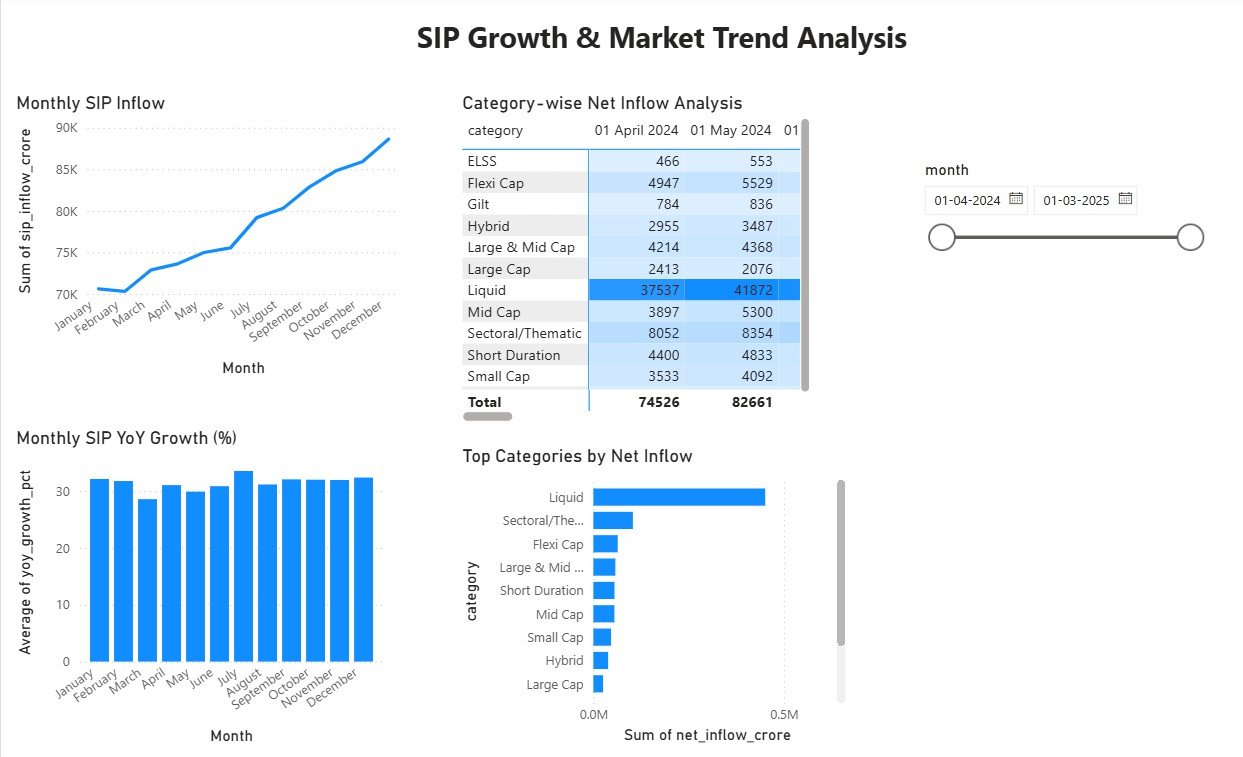 SIP Growth & Market Trend Analysis
Monthly SIP Inflow
Sum of sip_inflow_crore
90K
85K
80K
75K
70K
January
February
March
April
May
June
July
August
September
October
November
December
Month
Category-wise Net Inflow Analysis
category 01 April 2024 01 May 2024 01
ELSS 466 553
Flexi Cap 4947 5529
Gilt 784 836
Hybrid 2955 3487
Large & Mid Cap 4214 4368
Large Cap 2413 2076
Liquid 37537 41872
Mid Cap 3897 5300
Sectoral/Thematic 8052 8354
Short Duration 4400 4833
Small Cap 3533 4092
Total 74526 82661
month
01-04-2024 01-03-2025
Monthly SIP YoY Growth (%)
Average of yoy_growth_pct
30
20
10
0
January
February
March
April
May
June
July
August
September
October
November
December
Month
Top Categories by Net Inflow
category
Liquid
Sectoral/The...
Flexi Cap
Large & Mid ...
Short Duration
Mid Cap
Small Cap
Hybrid
Large Cap
0.0M 0.5M
Sum of net_inflow_crore